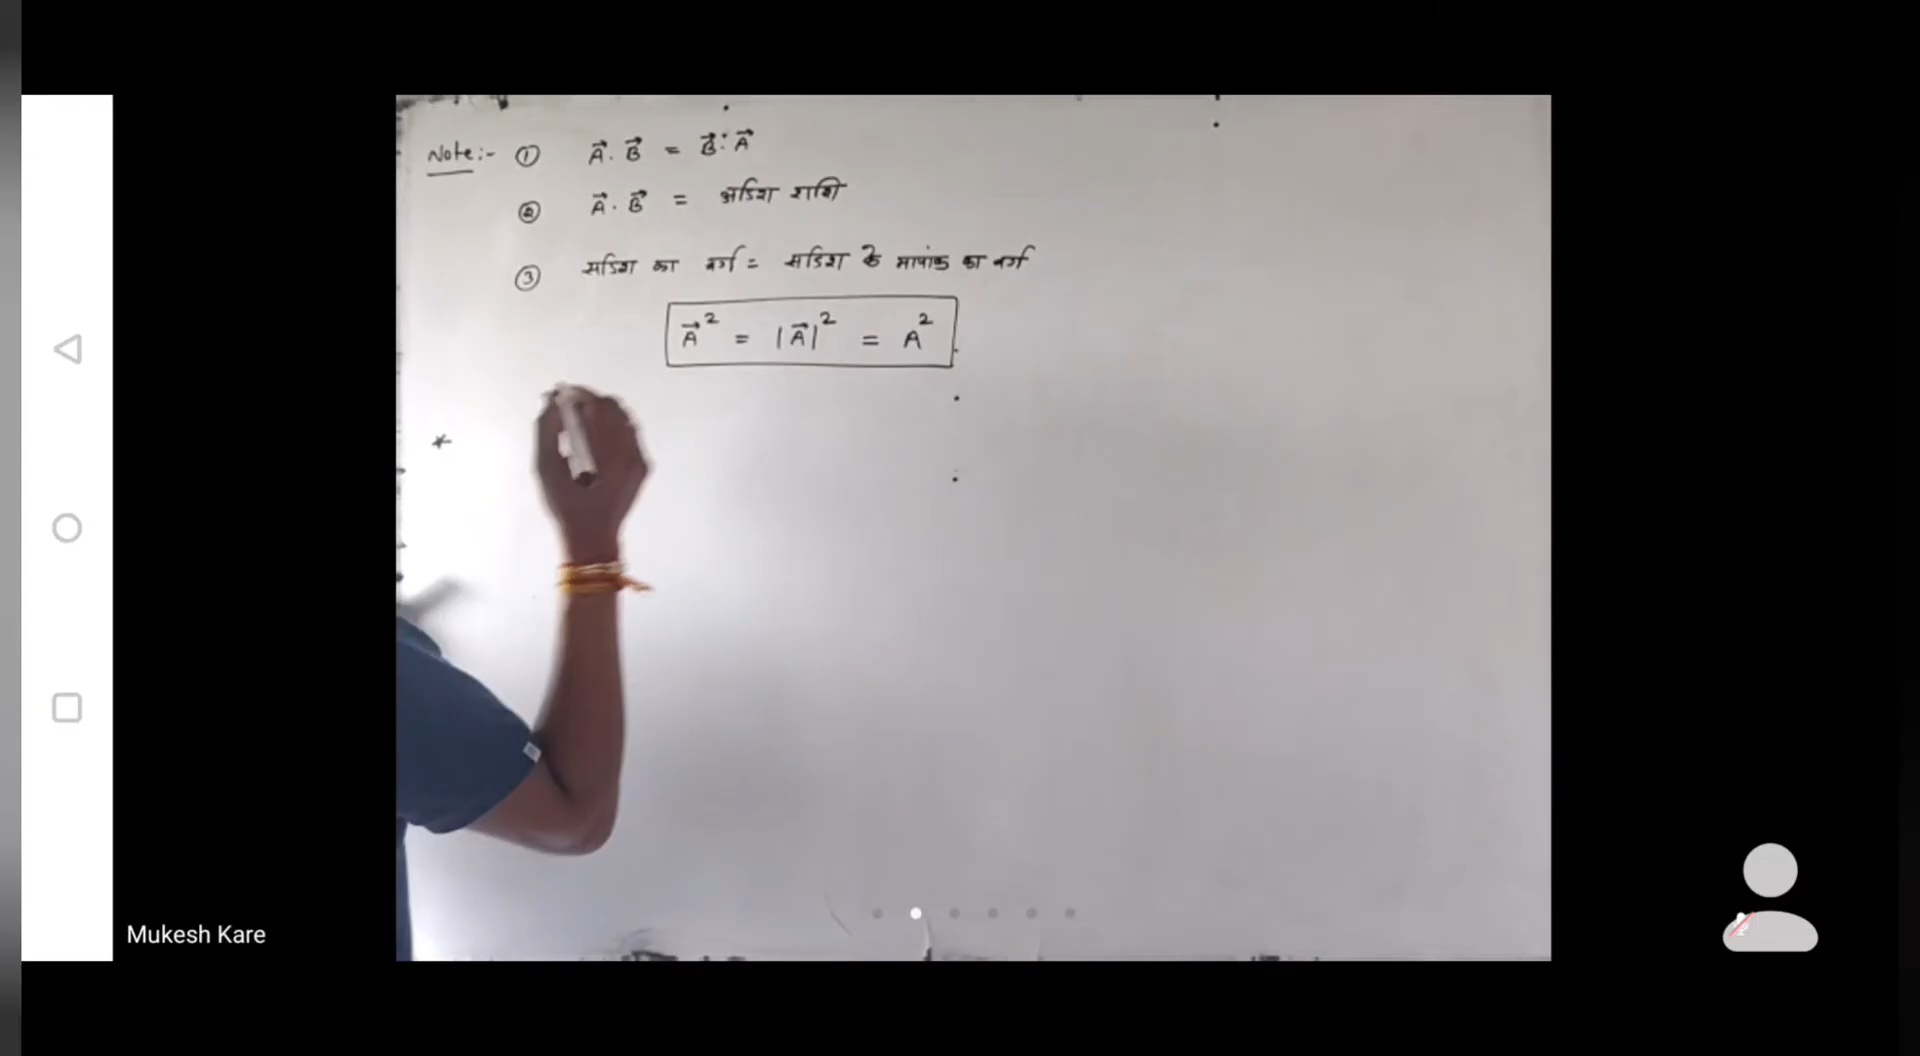 Note:- ① A⃗ . B⃗ = B⃗ . A⃗
② A⃗ . B⃗ = अदिश राशि
③ सदिश का वर्ग = सदिश के मापांक का वर्ग
A⃗² = |A⃗|² = A²
*
Mukesh Kare